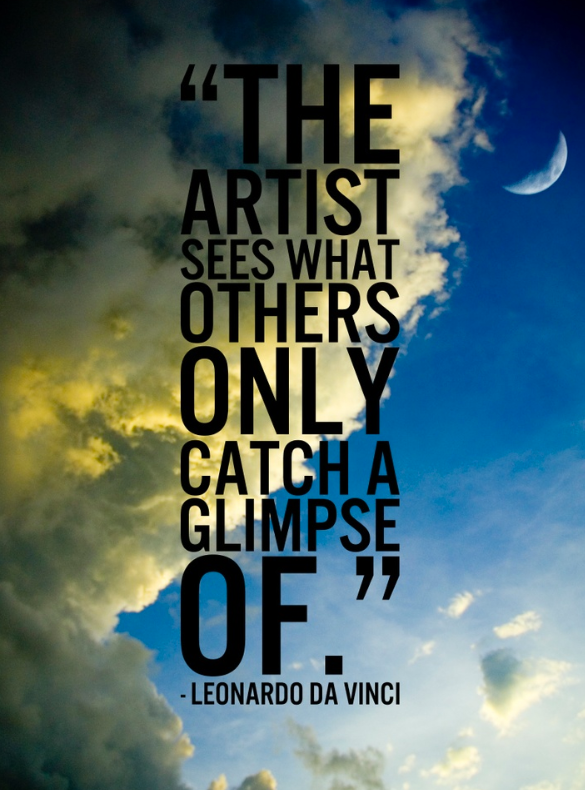 “THE
ARTIST
SEES WHAT
OTHERS
ONLY
CATCH A
GLIMPSE
OF.”
- LEONARDO DA VINCI